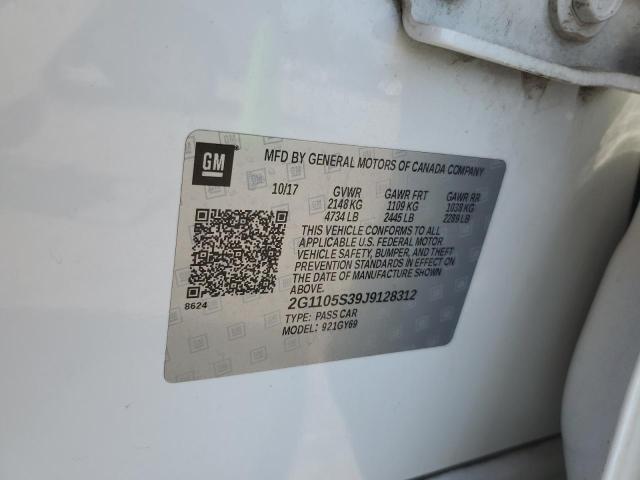 GM
MFD BY GENERAL MOTORS OF CANADA COMPANY
10/17 GVWR GAWR FRT GAWR RR
2148 KG 1109 KG 1038 KG
4734 LB 2445 LB 2289 LB
THIS VEHICLE CONFORMS TO ALL
APPLICABLE U.S. FEDERAL MOTOR
VEHICLE SAFETY, BUMPER, AND THEFT
PREVENTION STANDARDS IN EFFECT ON
THE DATE OF MANUFACTURE SHOWN
ABOVE.
8624
2G1105S39J9128312
TYPE: PASS CAR
MODEL: 921GY69